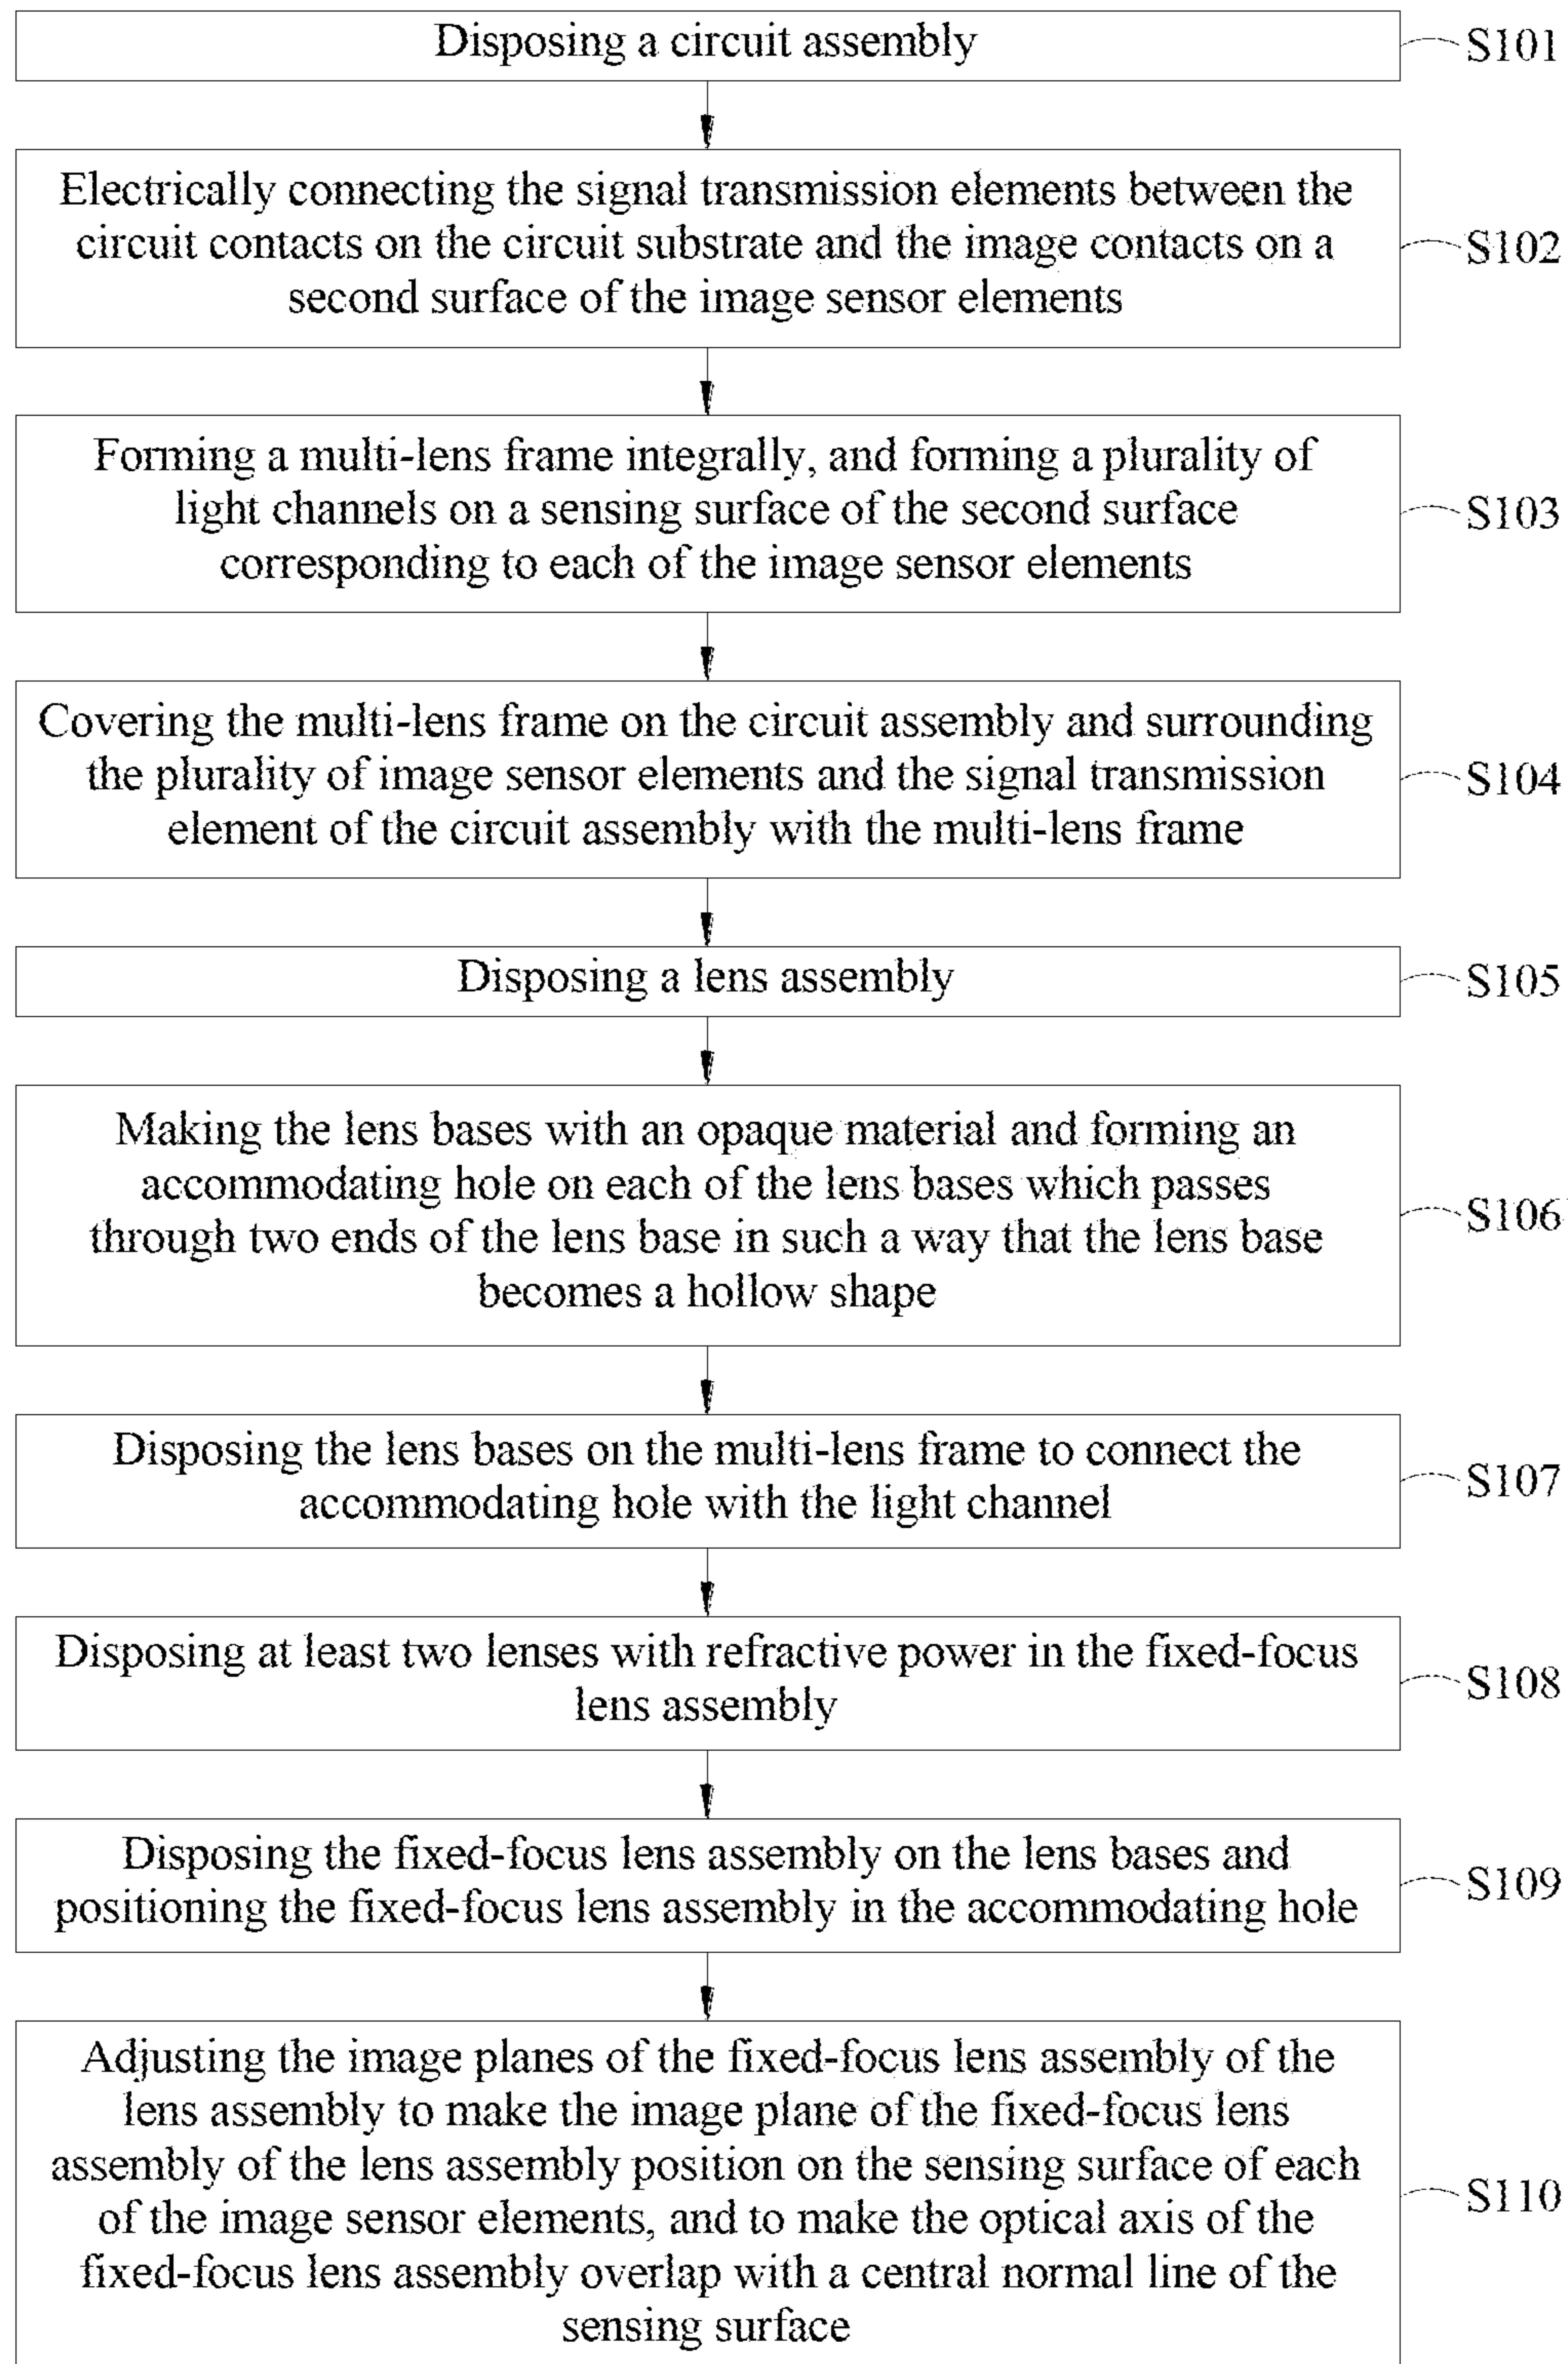 Disposing a circuit assembly
S101
Electrically connecting the signal transmission elements between the
circuit contacts on the circuit substrate and the image contacts on a
second surface of the image sensor elements
S102
Forming a multi-lens frame integrally, and forming a plurality of
light channels on a sensing surface of the second surface
corresponding to each of the image sensor elements
S103
Covering the multi-lens frame on the circuit assembly and surrounding
the plurality of image sensor elements and the signal transmission
element of the circuit assembly with the multi-lens frame
S104
Disposing a lens assembly
S105
Making the lens bases with an opaque material and forming an
accommodating hole on each of the lens bases which passes
through two ends of the lens base in such a way that the lens base
becomes a hollow shape
S106
Disposing the lens bases on the multi-lens frame to connect the
accommodating hole with the light channel
S107
Disposing at least two lenses with refractive power in the fixed-focus
lens assembly
S108
Disposing the fixed-focus lens assembly on the lens bases and
positioning the fixed-focus lens assembly in the accommodating hole
S109
Adjusting the image planes of the fixed-focus lens assembly of the
lens assembly to make the image plane of the fixed-focus lens
assembly of the lens assembly position on the sensing surface of each
of the image sensor elements, and to make the optical axis of the
fixed-focus lens assembly overlap with a central normal line of the
sensing surface
S110